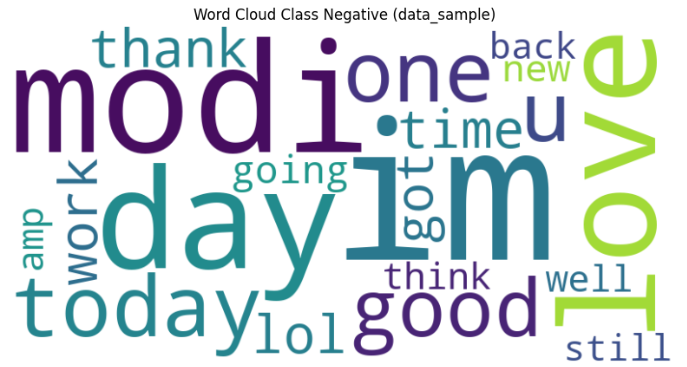 Word Cloud Class Negative (data_sample)
thank
modi
one
back
new
love
u
time
im
going
got
day
work
amp
today
lol
think
good
well
still